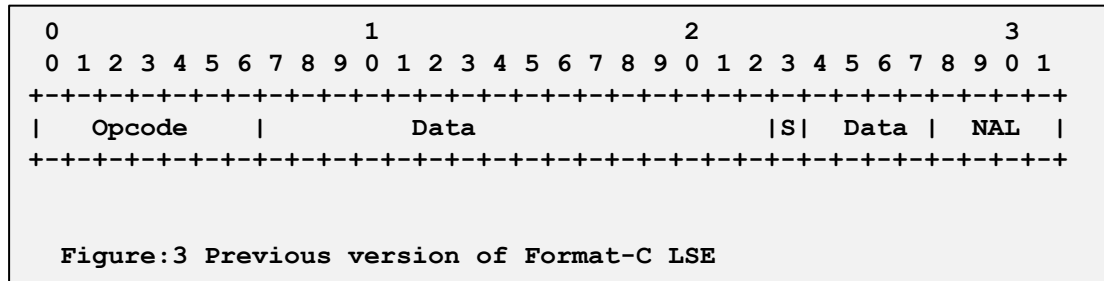 0                   1                   2                   3
0 1 2 3 4 5 6 7 8 9 0 1 2 3 4 5 6 7 8 9 0 1 2 3 4 5 6 7 8 9 0 1
+-+-+-+-+-+-+-+-+-+-+-+-+-+-+-+-+-+-+-+-+-+-+-+-+-+-+-+-+-+-+-+-+
|   Opcode    |         Data                  |S|  Data |  NAL  |
+-+-+-+-+-+-+-+-+-+-+-+-+-+-+-+-+-+-+-+-+-+-+-+-+-+-+-+-+-+-+-+-+
Figure:3 Previous version of Format-C LSE